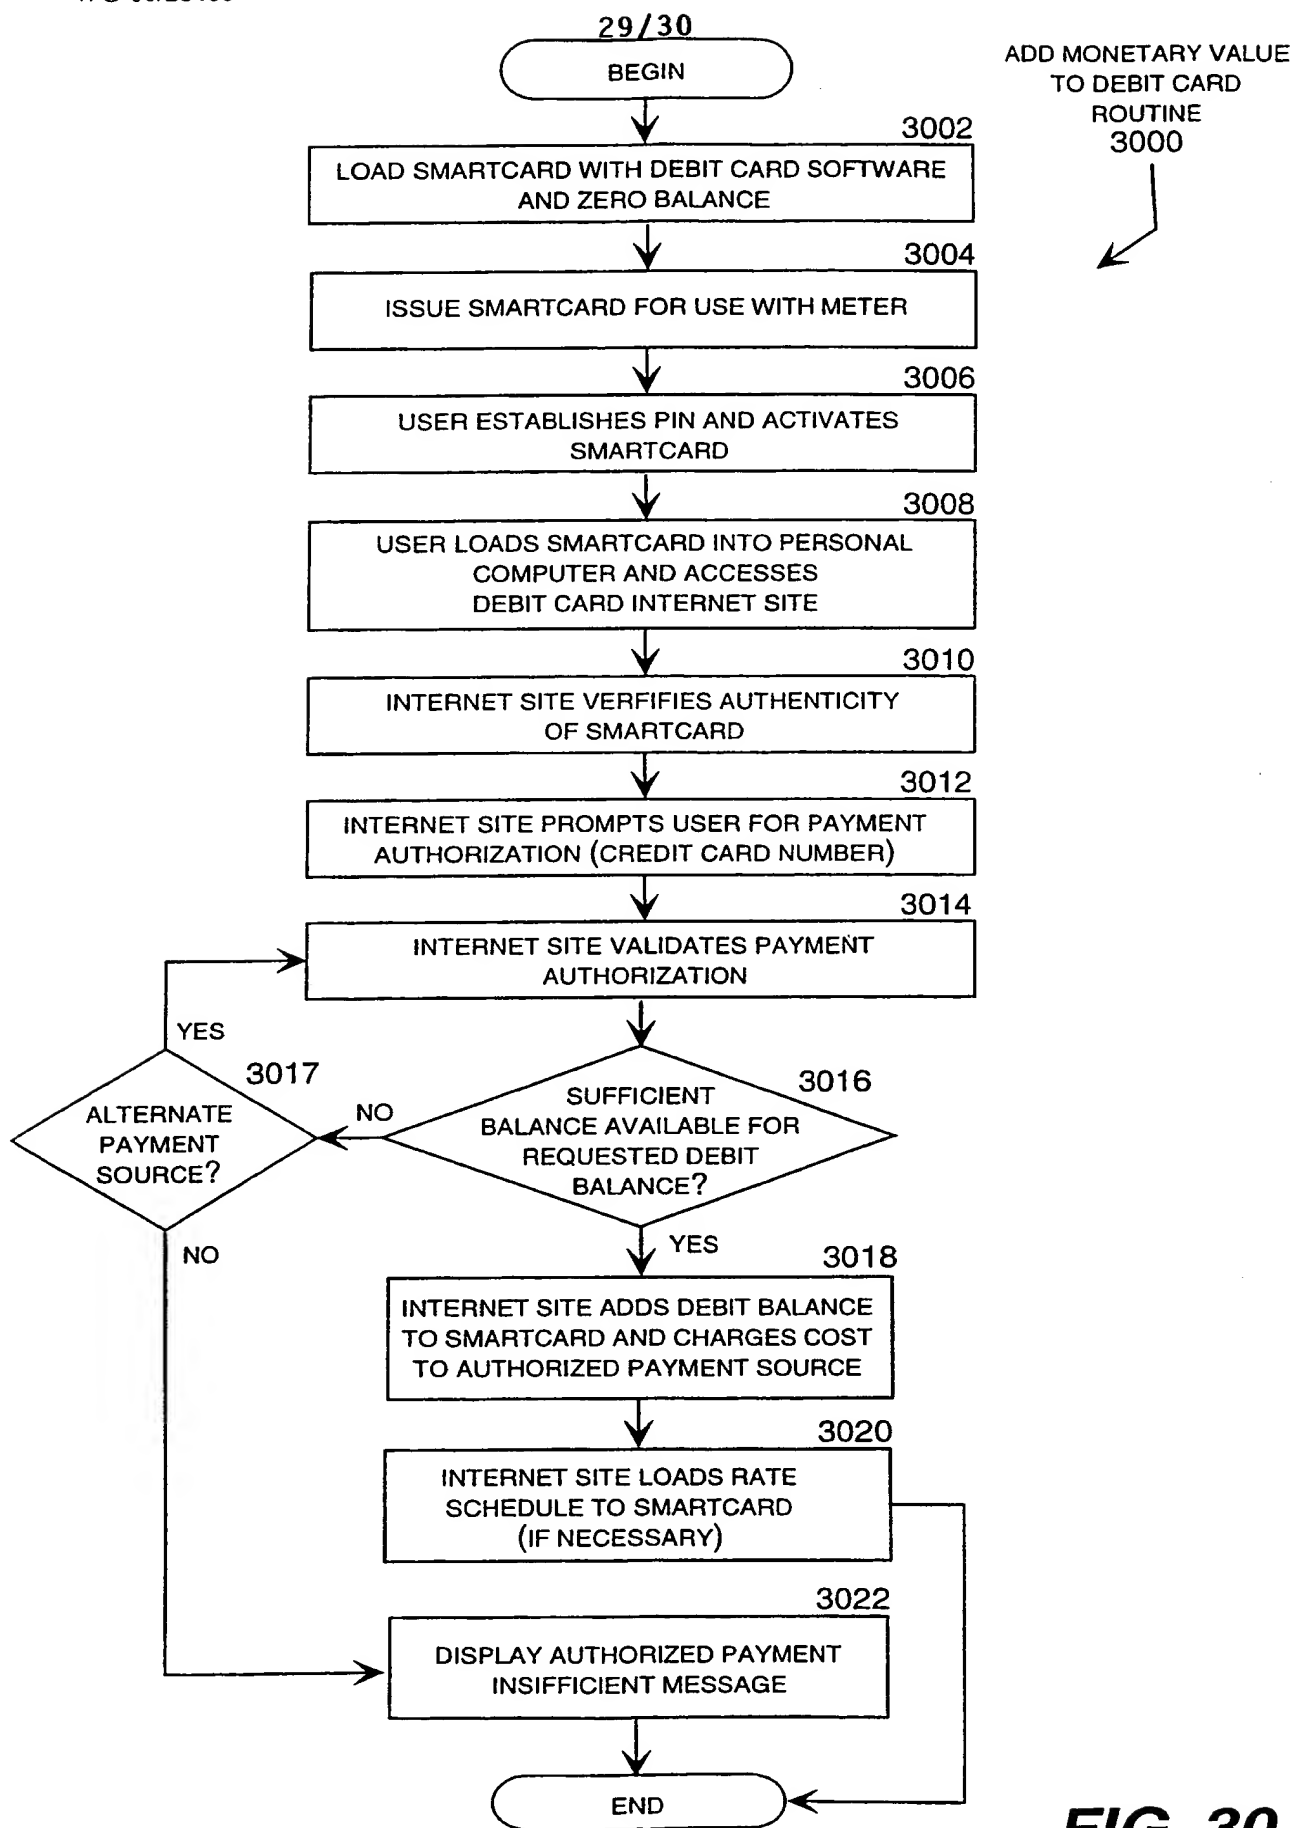 29/30
BEGIN
ADD MONETARY VALUE
TO DEBIT CARD
ROUTINE
3000
3002
LOAD SMARTCARD WITH DEBIT CARD SOFTWARE
AND ZERO BALANCE
3004
ISSUE SMARTCARD FOR USE WITH METER
3006
USER ESTABLISHES PIN AND ACTIVATES
SMARTCARD
3008
USER LOADS SMARTCARD INTO PERSONAL
COMPUTER AND ACCESSES
DEBIT CARD INTERNET SITE
3010
INTERNET SITE VERFIFIES AUTHENTICITY
OF SMARTCARD
3012
INTERNET SITE PROMPTS USER FOR PAYMENT
AUTHORIZATION (CREDIT CARD NUMBER)
3014
INTERNET SITE VALIDATES PAYMENT
AUTHORIZATION
YES
3017
ALTERNATE
PAYMENT
SOURCE?
NO
3016
SUFFICIENT
BALANCE AVAILABLE FOR
REQUESTED DEBIT
BALANCE?
NO
YES
3018
INTERNET SITE ADDS DEBIT BALANCE
TO SMARTCARD AND CHARGES COST
TO AUTHORIZED PAYMENT SOURCE
3020
INTERNET SITE LOADS RATE
SCHEDULE TO SMARTCARD
(IF NECESSARY)
3022
DISPLAY AUTHORIZED PAYMENT
INSIFFICIENT MESSAGE
END
FIG. 30